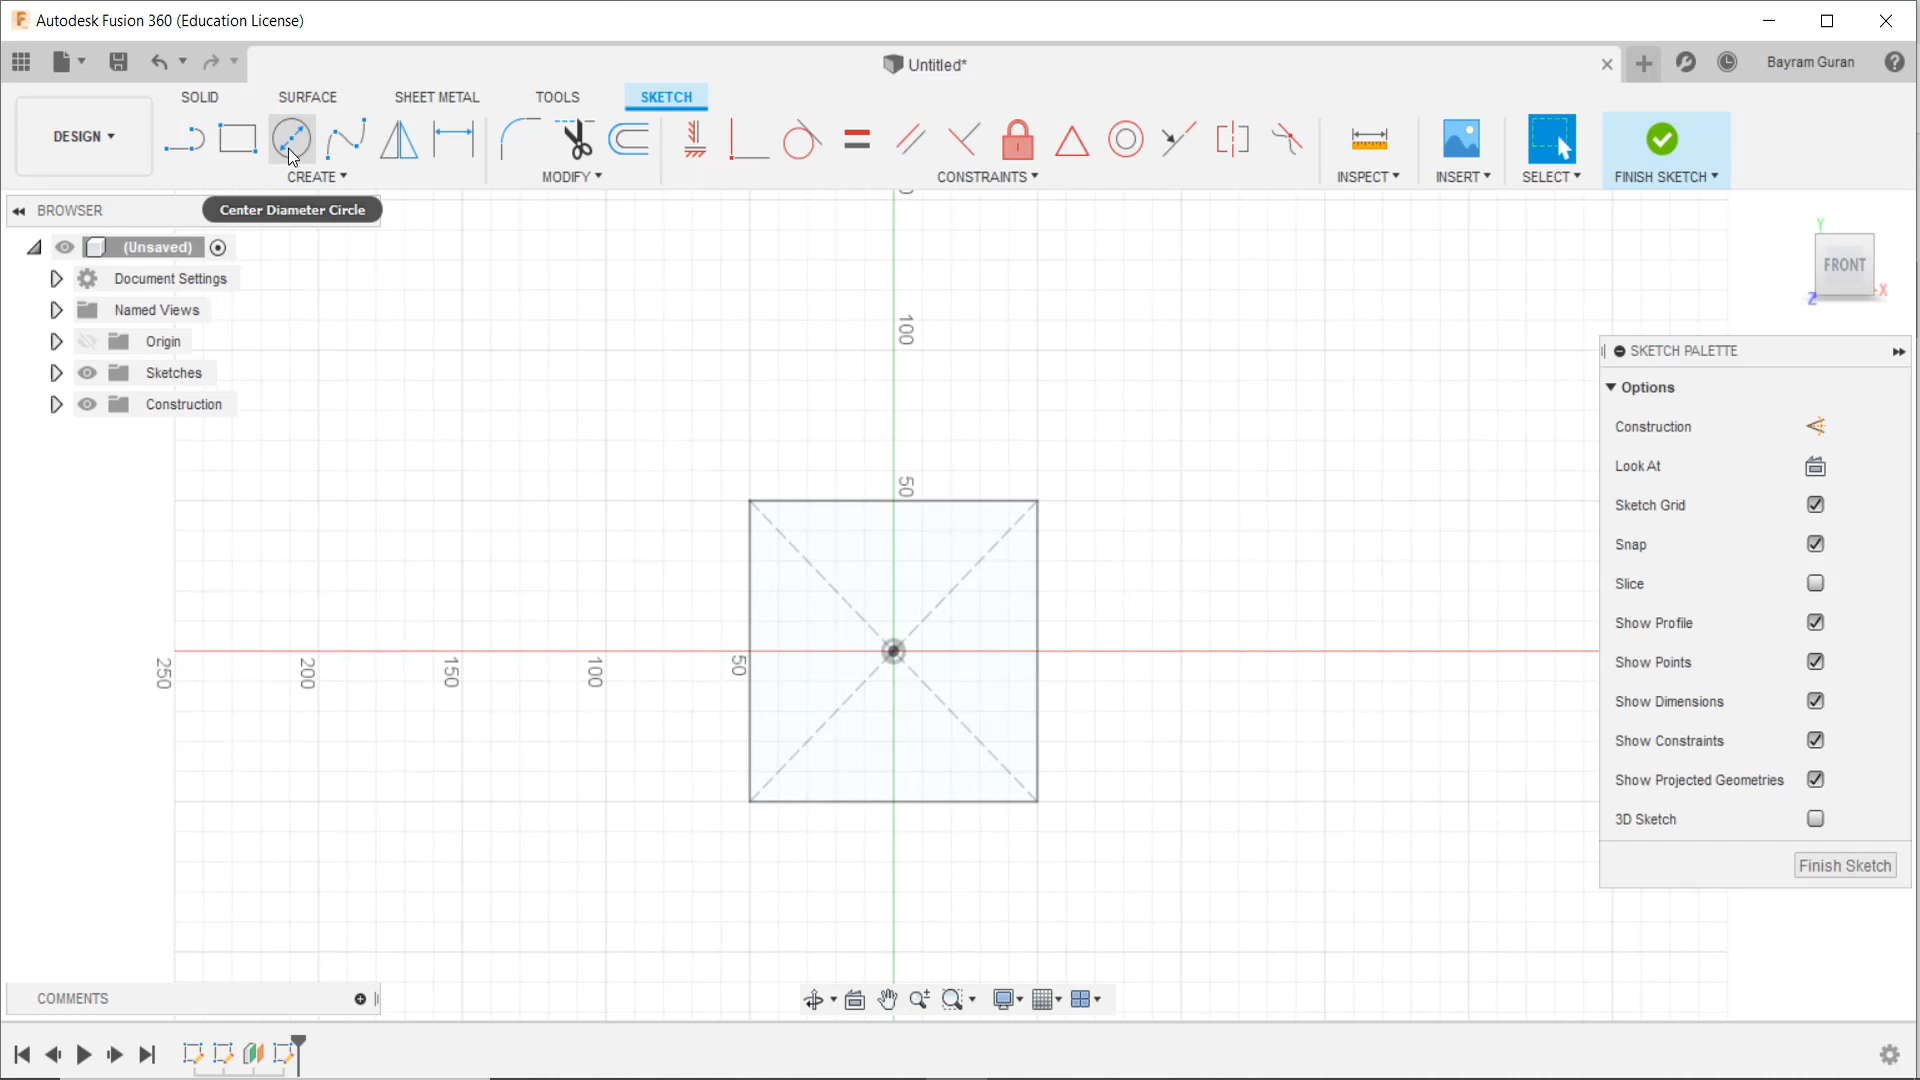 Autodesk Fusion 360 (Education License)
Untitled*
Bayram Guran
SOLID SURFACE SHEET METAL TOOLS SKETCH
DESIGN
CREATE MODIFY CONSTRAINTS INSPECT INSERT SELECT FINISH SKETCH
BROWSER
Center Diameter Circle
(Unsaved)
Document Settings
Named Views
Origin
Sketches
Construction
100
50
250 200 150 100 50
Y
FRONT
X
Z
SKETCH PALETTE
Options
Construction
Look At
Sketch Grid
Snap
Slice
Show Profile
Show Points
Show Dimensions
Show Constraints
Show Projected Geometries
3D Sketch
Finish Sketch
COMMENTS